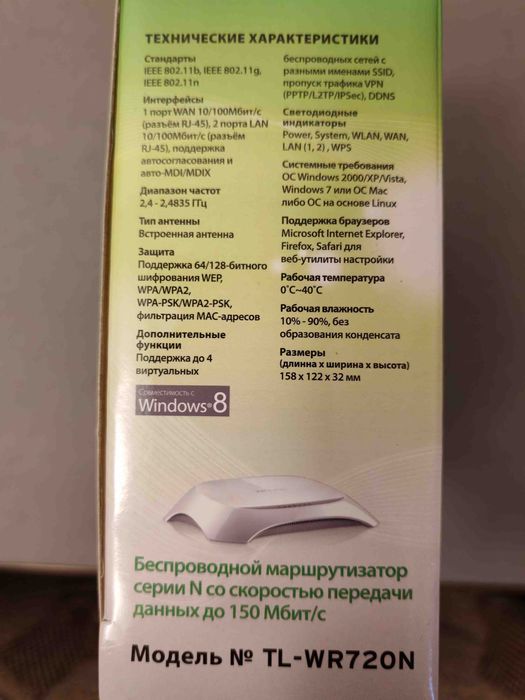 ТЕХНИЧЕСКИЕ ХАРАКТЕРИСТИКИ
Стандарты
IEEE 802.11b, IEEE 802.11g,
IEEE 802.11n
Интерфейсы
1 порт WAN 10/100Мбит/с
(разъём RJ-45), 2 порта LAN
10/100Мбит/с (разъём
RJ-45), поддержка
автосогласования и
авто-MDI/MDIX
Диапазон частот
2,4 - 2,4835 ГГц
Тип антенны
Встроенная антенна
Защита
Поддержка 64/128-битного
шифрования WEP,
WPA/WPA2,
WPA-PSK/WPA2-PSK,
фильтрация MAC-адресов
Дополнительные
функции
Поддержка до 4
виртуальных
беспроводных сетей с
разными именами SSID,
пропуск трафика VPN
(PPTP/L2TP/IPSec), DDNS
Светодиодные
индикаторы
Power, System, WLAN, WAN,
LAN (1, 2) , WPS
Системные требования
ОС Windows 2000/XP/Vista,
Windows 7 или ОС Mac
либо ОС на основе Linux
Поддержка браузеров
Microsoft Internet Explorer,
Firefox, Safari для
веб-утилиты настройки
Рабочая температура
0˚C~40˚C
Рабочая влажность
10% - 90%, без
образования конденсата
Размеры
(длинна х ширина х высота)
158 х 122 х 32 мм
Совместимость с
Windows®8
Беспроводной маршрутизатор
серии N со скоростью передачи
данных до 150 Мбит/с
Модель № TL-WR720N